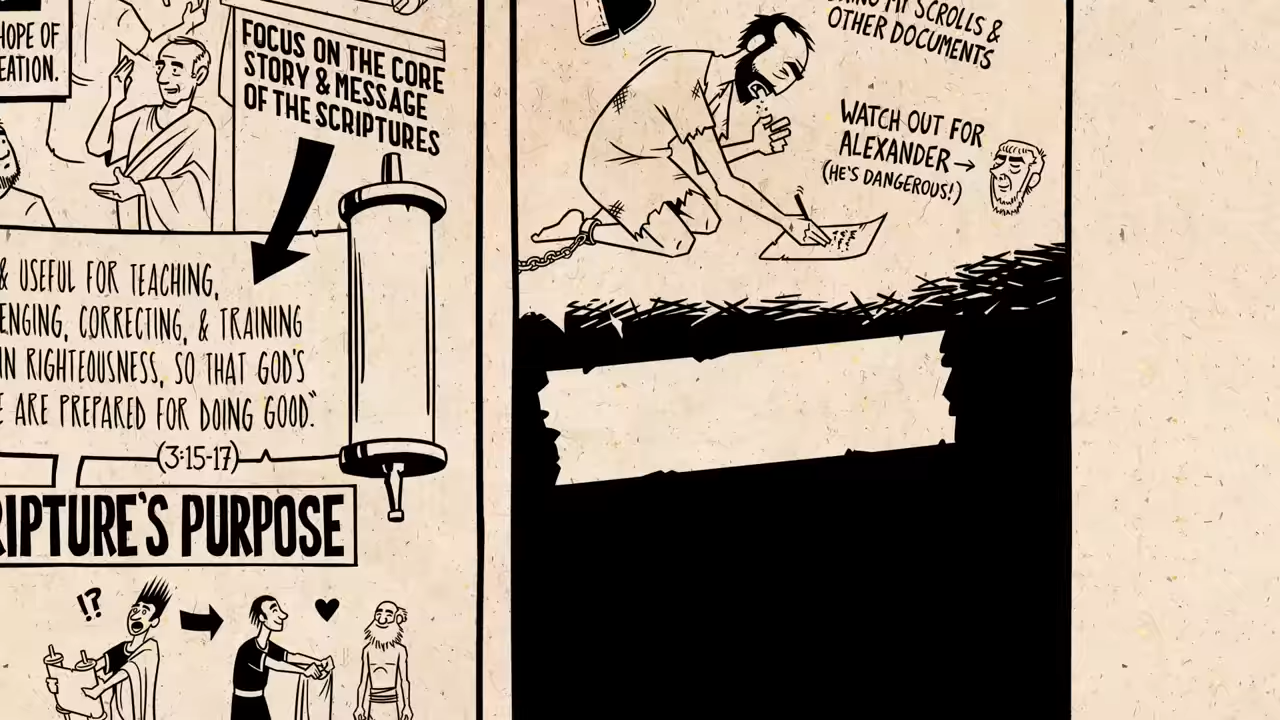 HOPE OF
EATION.
FOCUS ON THE CORE
STORY & MESSAGE
OF THE SCRIPTURES
& USEFUL FOR TEACHING,
ENGING, CORRECTING, & TRAINING
IN RIGHTEOUSNESS, SO THAT GOD'S
E ARE PREPARED FOR DOING GOOD."
(3:15-17)
RIPTURE'S PURPOSE
!?
MY SCROLLS &
OTHER DOCUMENTS
WATCH OUT FOR
ALEXANDER→
(HE'S DANGEROUS!)